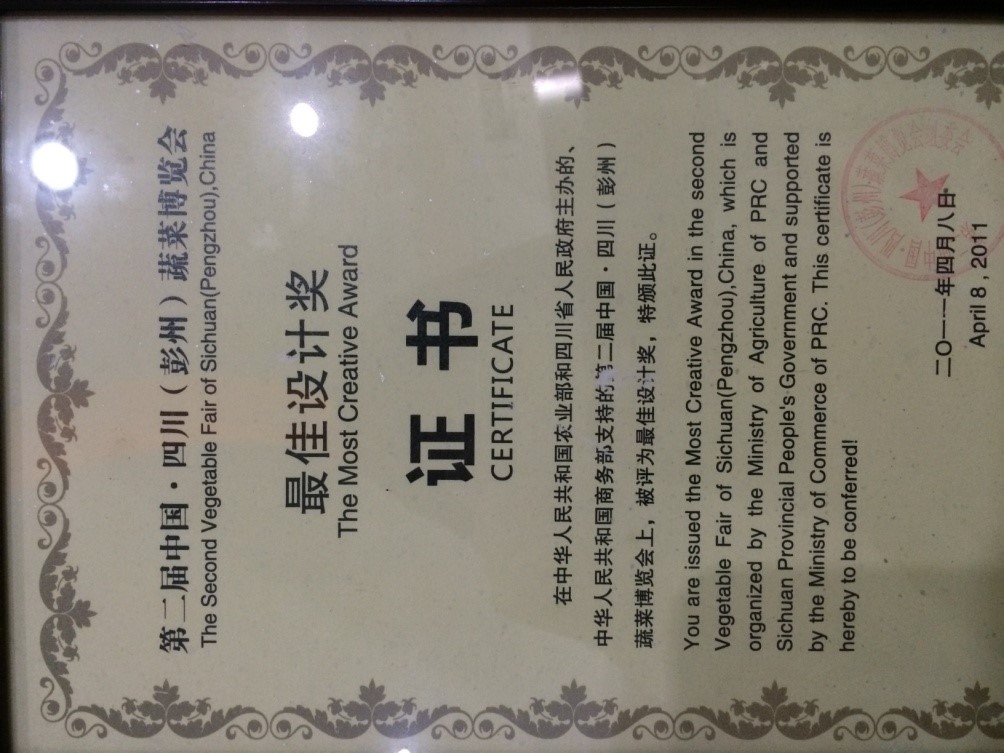 第二届中国·四川（彭州）蔬菜博览会
The Second Vegetable Fair of Sichuan(Pengzhou),China
最佳设计奖
The Most Creative Award
证 书
CERTIFICATE
在中华人民共和国农业部和四川省人民政府主办的、
中华人民共和国商务部支持的第二届中国·四川（彭州）
蔬菜博览会上，被评为最佳设计奖，特颁此证。
You are issued the Most Creative Award in the second
Vegetable Fair of Sichuan(Pengzhou),China, which is
organized by the Ministry of Agriculture of PRC and
Sichuan Provincial People's Government and supported
by the Ministry of Commerce of PRC. This certificate is
hereby to be conferred!
二〇一一年四月八日
April 8 , 2011